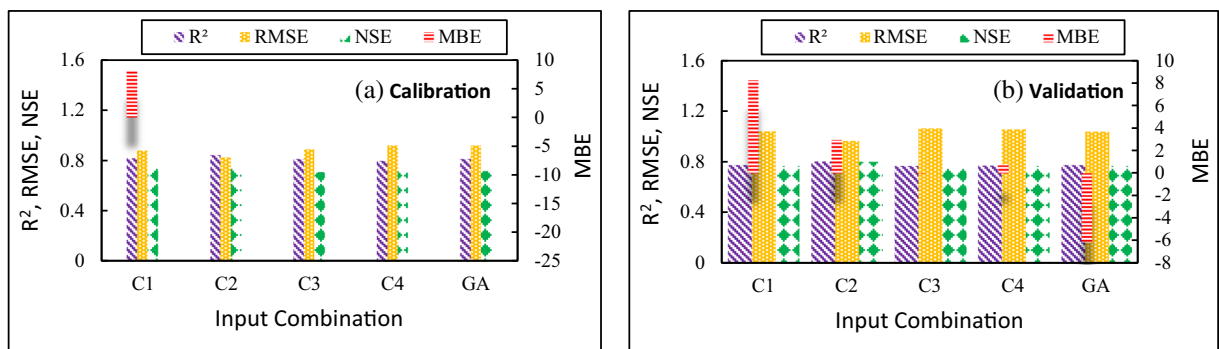 R² RMSE NSE MBE
(a) Calibration
R², RMSE, NSE
1.6
1.2
0.8
0.4
0
10
5
0
-5
-10
-15
-20
-25
MBE
C1 C2 C3 C4 GA
Input Combination
R² RMSE NSE MBE
(b) Validation
R², RMSE, NSE
1.6
1.2
0.8
0.4
0
10
8
6
4
2
0
-2
-4
-6
-8
MBE
C1 C2 C3 C4 GA
Input Combination